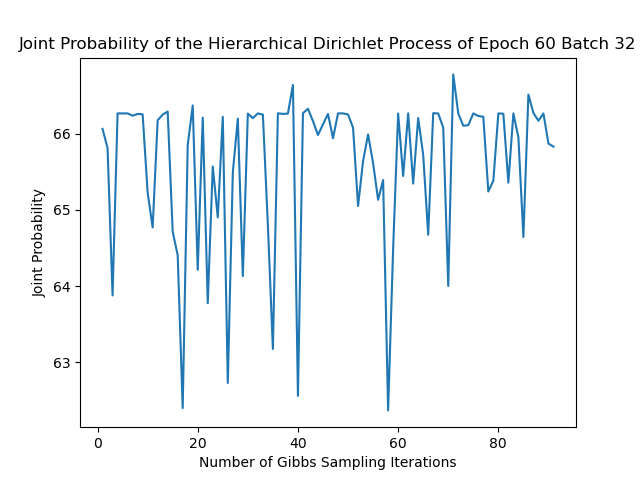 Joint Probability of the Hierarchical Dirichlet Process of Epoch 60 Batch 32
Joint Probability
66
65
64
63
0 20 40 60 80
Number of Gibbs Sampling Iterations